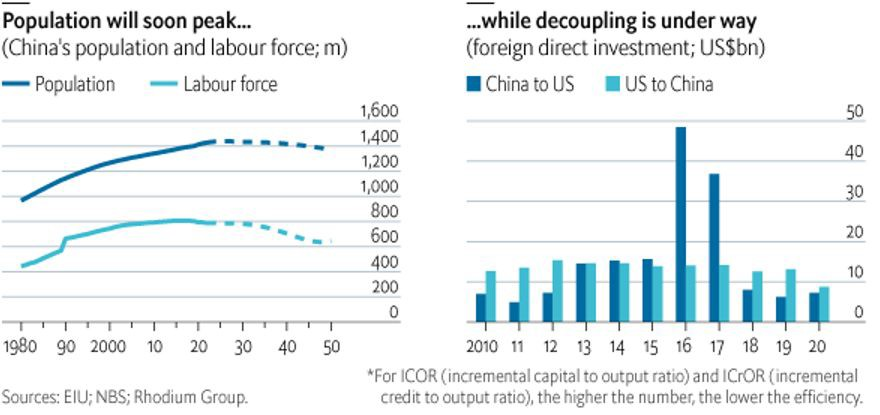 Population will soon peak...
(China's population and labour force; m)
Population
Labour force
1,600
1,400
1,200
1,000
800
600
400
200
0
1980 90 2000 10 20 30 40 50
...while decoupling is under way
(foreign direct investment; US$bn)
China to US
US to China
50
40
30
20
10
0
2010 11 12 13 14 15 16 17 18 19 20
Sources: EIU; NBS; Rhodium Group.
*For ICOR (incremental capital to output ratio) and ICrOR (incremental
credit to output ratio), the higher the number, the lower the efficiency.